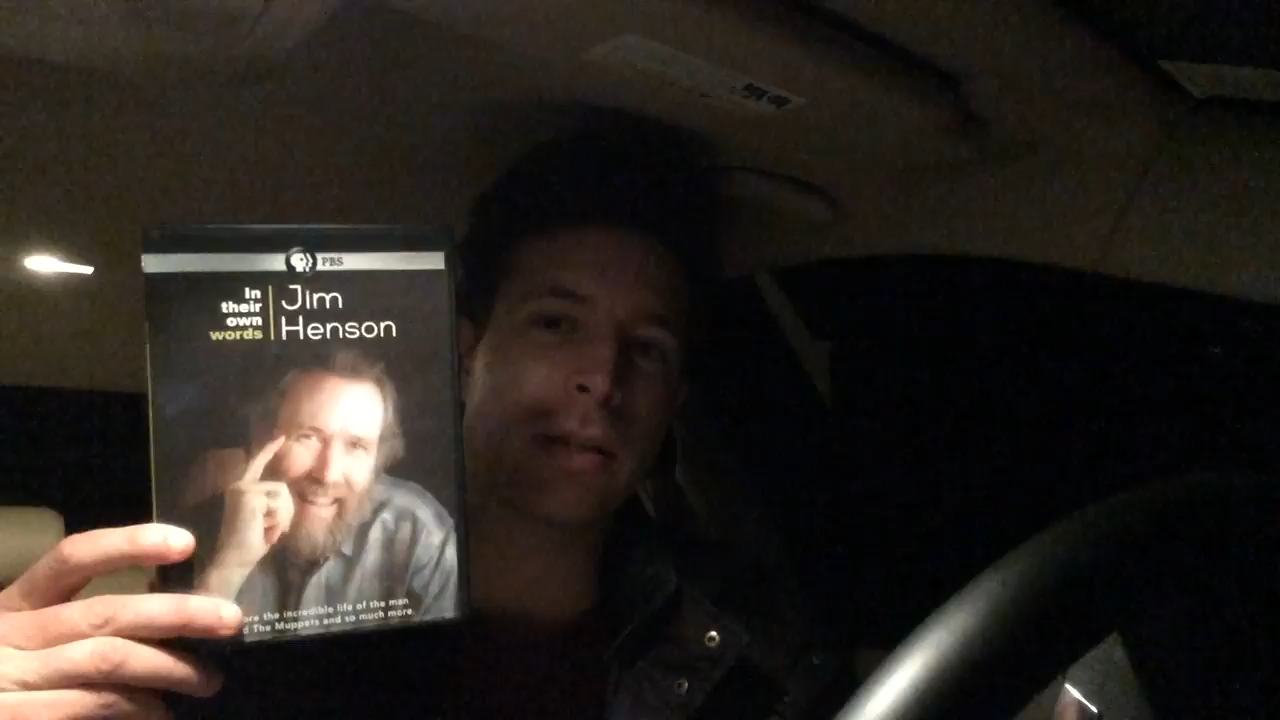 PBS
In
their
own
words
Jim
Henson
ore the incredible life of the man
d The Muppets and so much more.